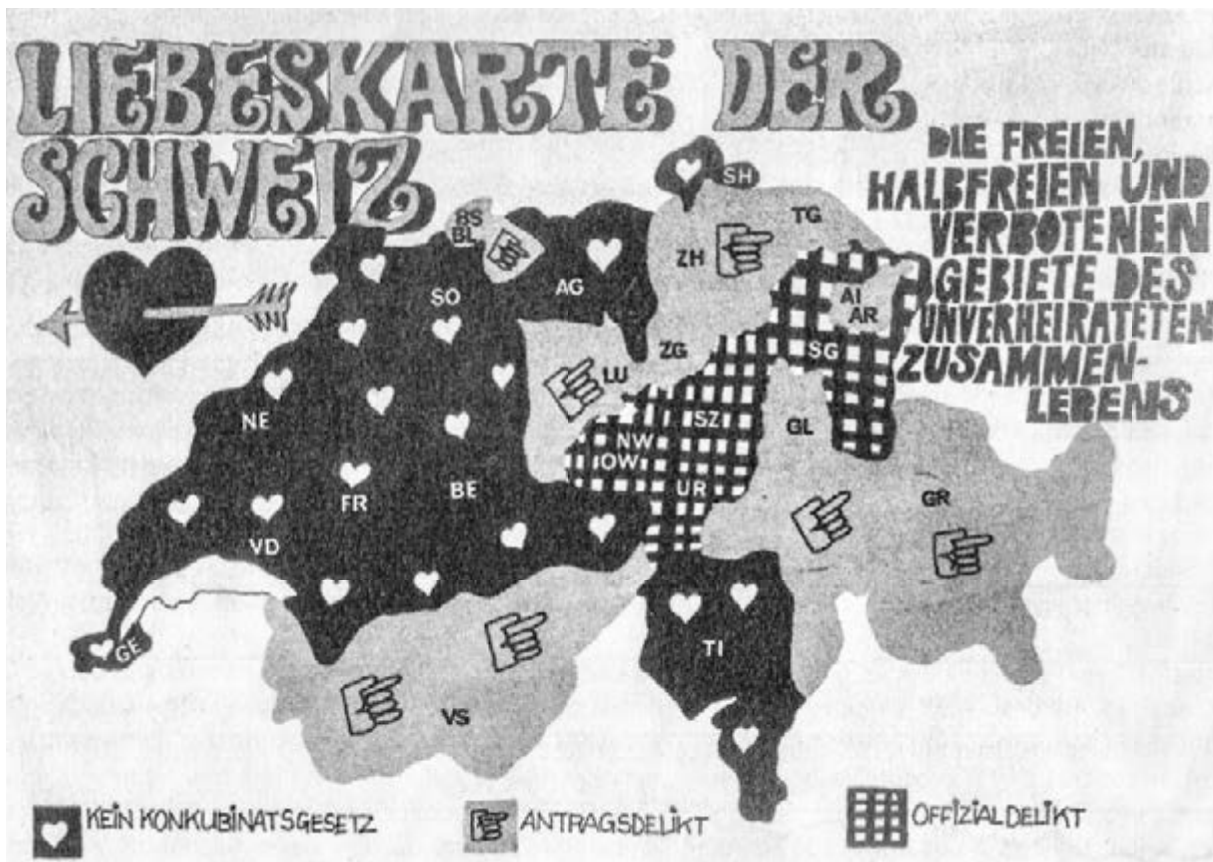 LIEBESKARTE DER
SCHWEIZ
DIE FREIEN,
HALBFREIEN UND
VERBOTENEN
GEBIETE DES
UNVERHEIRATETEN
ZUSAMMEN-
LEBENS
SH
BS
BL
TG
ZH
AG
SO
AI
AR
ZG
SG
LU
NE
SZ
GL
NW
OW
FR
BE
UR
GR
VD
GE
TI
VS
KEIN KONKUBINATSGESETZ
ANTRAGSDELIKT
OFFIZIALDELIKT